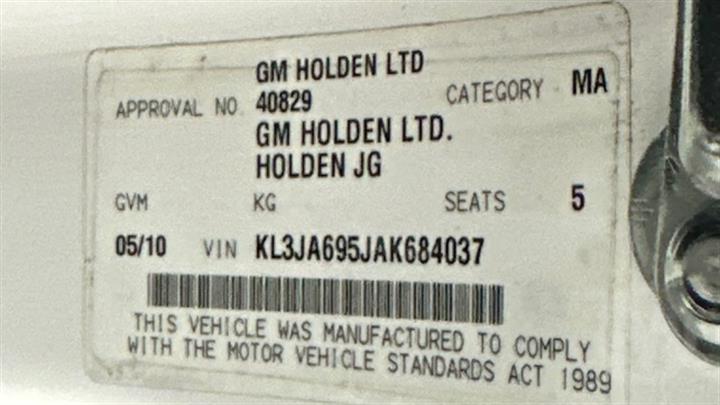 GM HOLDEN LTD
APPROVAL NO 40829 CATEGORY MA
GM HOLDEN LTD.
HOLDEN JG
GVM KG SEATS 5
05/10 VIN KL3JA695JAK684037
THIS VEHICLE WAS MANUFACTURED TO COMPLY
WITH THE MOTOR VEHICLE STANDARDS ACT 1989